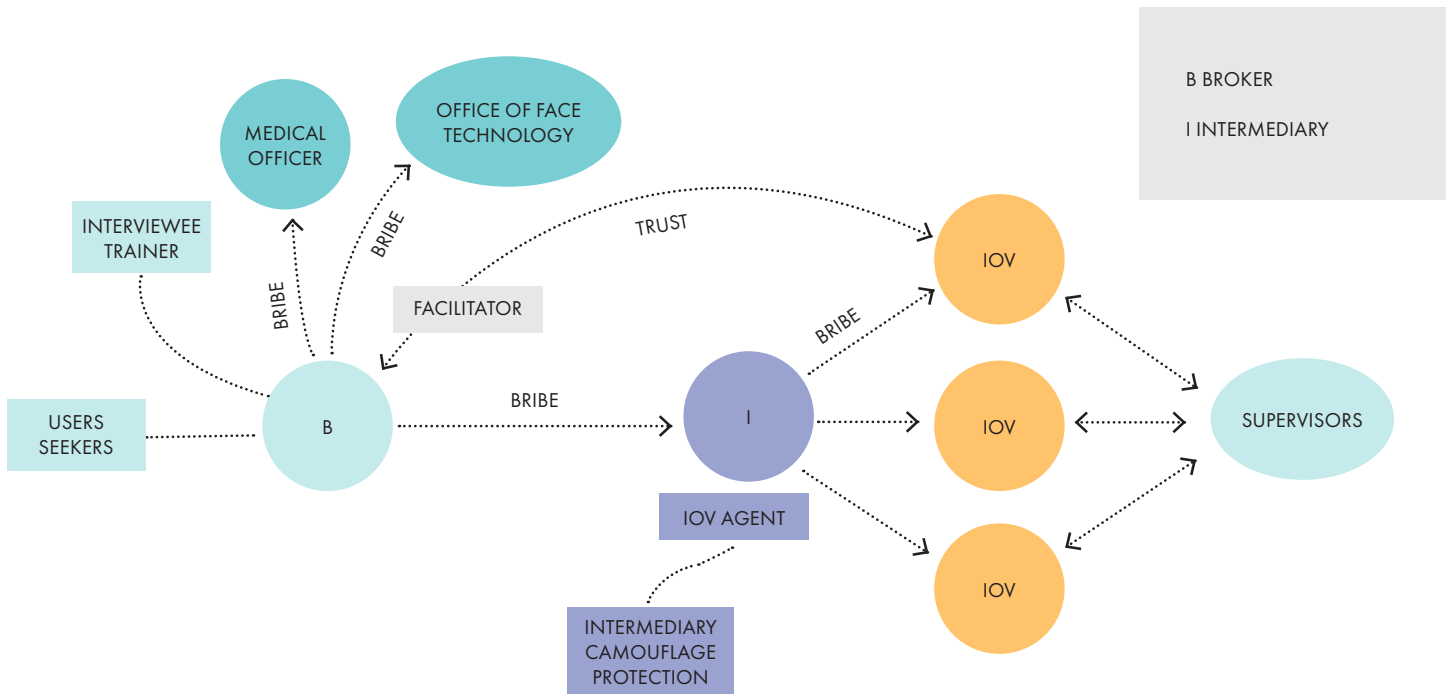 B BROKER
I INTERMEDIARY
OFFICE OF FACE
TECHNOLOGY
MEDICAL
OFFICER
INTERVIEWEE
TRAINER
BRIBE
BRIBE
TRUST
FACILITATOR
IOV
BRIBE
USERS
SEEKERS
B
BRIBE
I
IOV
SUPERVISORS
IOV AGENT
IOV
INTERMEDIARY
CAMOUFLAGE
PROTECTION